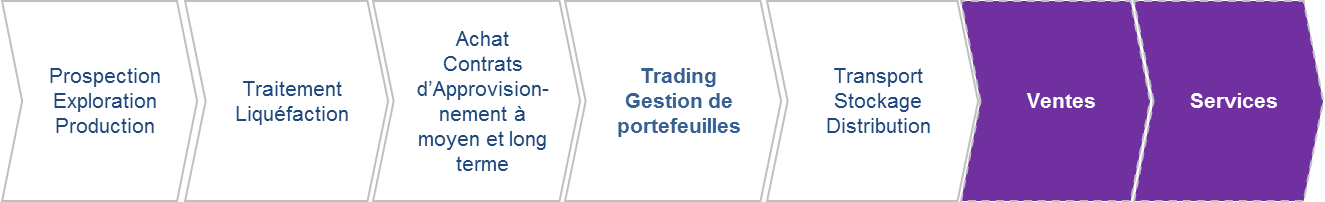 Prospection
Exploration
Production
Traitement
Liquéfaction
Achat
Contrats
d’Approvision-
nement à
moyen et long
terme
Trading
Gestion de
portefeuilles
Transport
Stockage
Distribution
Ventes
Services